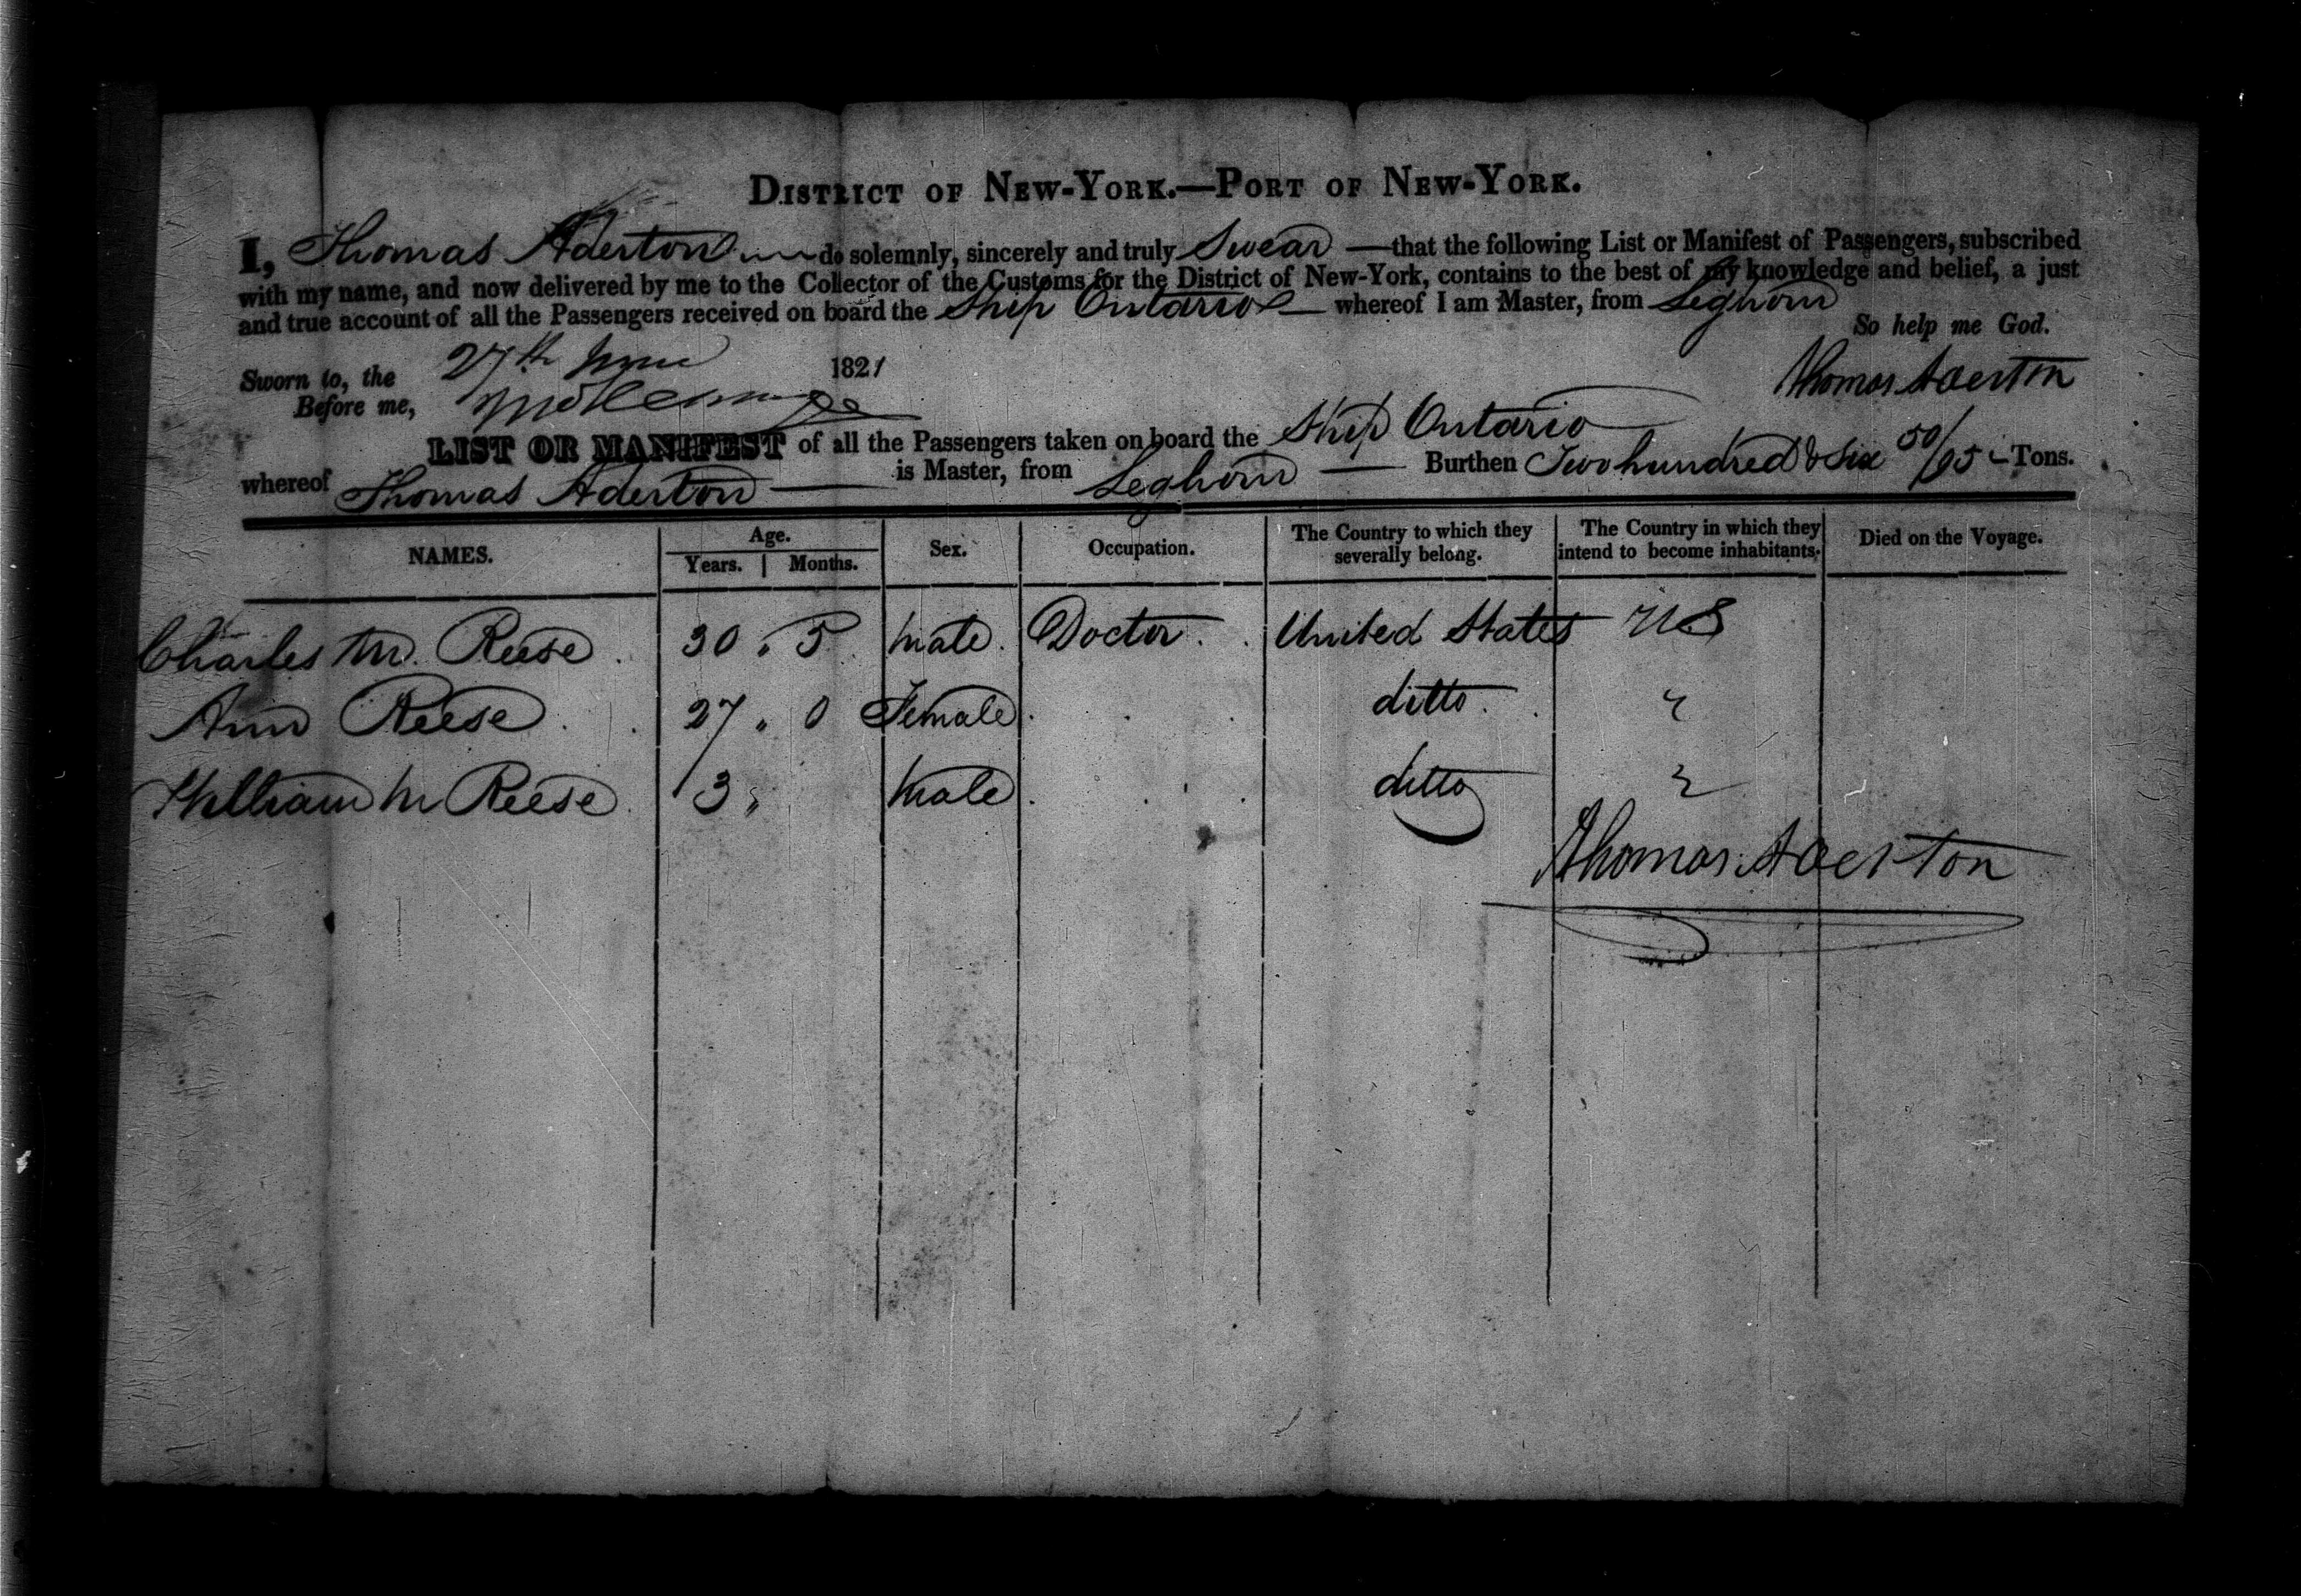 DISTRICT OF NEW-YORK.—PORT OF NEW-YORK.
I, Thomas Aderton do solemnly, sincerely and truly Swear — that the following List or Manifest of Passengers, subscribed
with my name, and now delivered by me to the Collector of the Customs for the District of New-York, contains to the best of my knowledge and belief, a just
and true account of all the Passengers received on board the Ship Ontario whereof I am Master, from Leghorn
So help me God.
Sworn to, the 27th June 1821
Thomas Aderton
Before me,
LIST OR MANIFEST of all the Passengers taken on board the Ship Ontario
whereof Thomas Aderton — is Master, from Leghorn — Burthen Two hundred & Six 50/95 Tons.
NAMES. Age. Years. Months. Sex. Occupation. The Country to which they severally belong. The Country in which they intend to become inhabitants. Died on the Voyage.
Charles M. Reese 30 " 5 Male Doctor United States US
Ann Reese 27 " 0 Female ditto "
William M Reese 3 " Male ditto "
Thomas Aderton